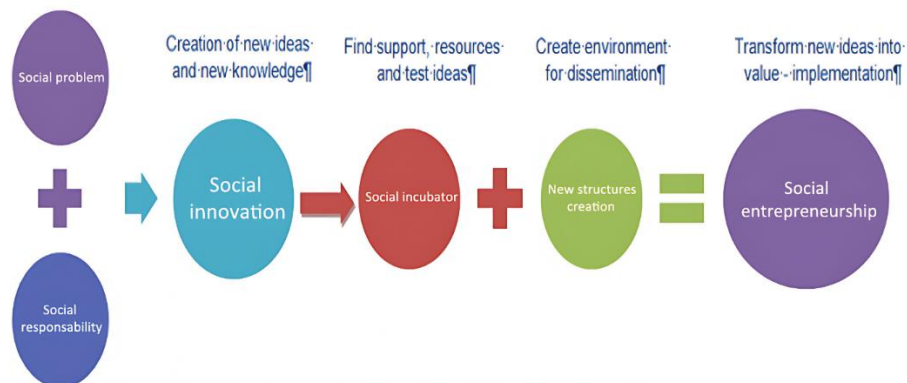 Creation·of·new·ideas·
and·new·knowledge¶
Find·support,·resources
and·test·ideas¶
Create·environment·
for·dissemination¶
Transform·new·ideas·into·
value·-·implementation¶
Social problem
Social
responsability
Social
innovation
Social incubator
New structures
creation
Social
entrepreneurship